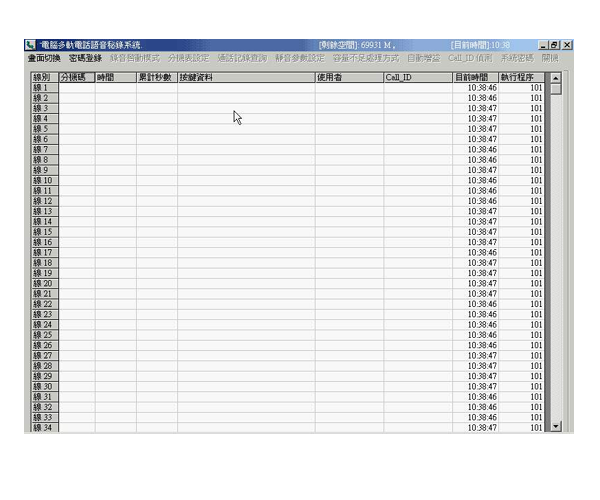 電腦多軌電話語音秘錄系統. [剩餘空間]: 69931 M , [目前時間]:10:38
畫面切換 密碼登錄 錄音啟動模式 分機表設定 通話記錄查詢 靜音參數設定 容量不足處理方式 自動增益 Call_ID 偵測 系統密碼 關機
線別 分機碼 時間 累計秒數 按鍵資料 使用者 Call_ID 目前時間 執行程序
線 1 10:38:46 101
線 2 10:38:46 101
線 3 10:38:46 101
線 4 10:38:47 101
線 5 10:38:46 101
線 6 10:38:46 101
線 7 10:38:47 101
線 8 10:38:46 101
線 9 10:38:46 101
線 10 10:38:46 101
線 11 10:38:46 101
線 12 10:38:46 101
線 13 10:38:47 101
線 14 10:38:47 101
線 15 10:38:47 101
線 16 10:38:46 101
線 17 10:38:46 101
線 18 10:38:47 101
線 19 10:38:47 101
線 20 10:38:47 101
線 21 10:38:47 101
線 22 10:38:46 101
線 23 10:38:46 101
線 24 10:38:46 101
線 25 10:38:46 101
線 26 10:38:46 101
線 27 10:38:47 101
線 28 10:38:46 101
線 29 10:38:46 101
線 30 10:38:47 101
線 31 10:38:46 101
線 32 10:38:46 101
線 33 10:38:46 101
線 34 10:38:47 101